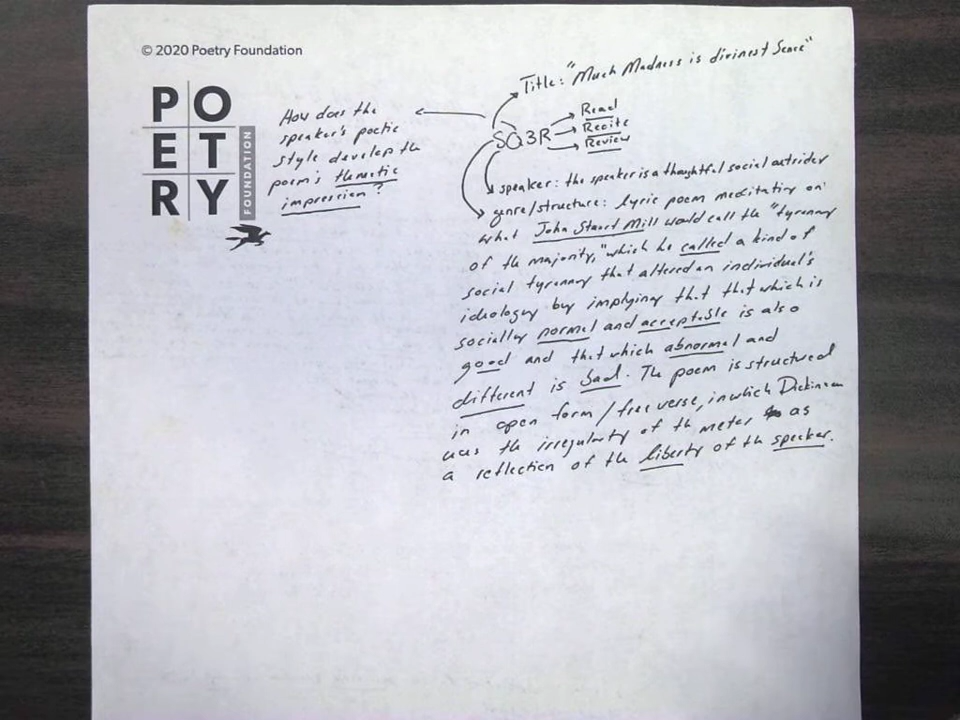 © 2020 Poetry Foundation
PO
ET
RY
FOUNDATION
How does the
speaker's poetic
style develop the
poem's thematic
impression?
Title: "Much Madness is divinest Sense"
SQ3R
Read
Recite
Review
speaker: the speaker is a thoughtful social outsider
genre/structure: lyric poem meditating on
what John Stuart Mill would call the "tyranny
of the majority," which he called a kind of
social tyranny that altered an individual's
ideology by implying that that which is
socially normal and acceptable is also
good and that which abnormal and
different is bad. The poem is structured
in open form/free verse, in which Dickinson
uses the irregularity of the meter as
a reflection of the liberty of the speaker.